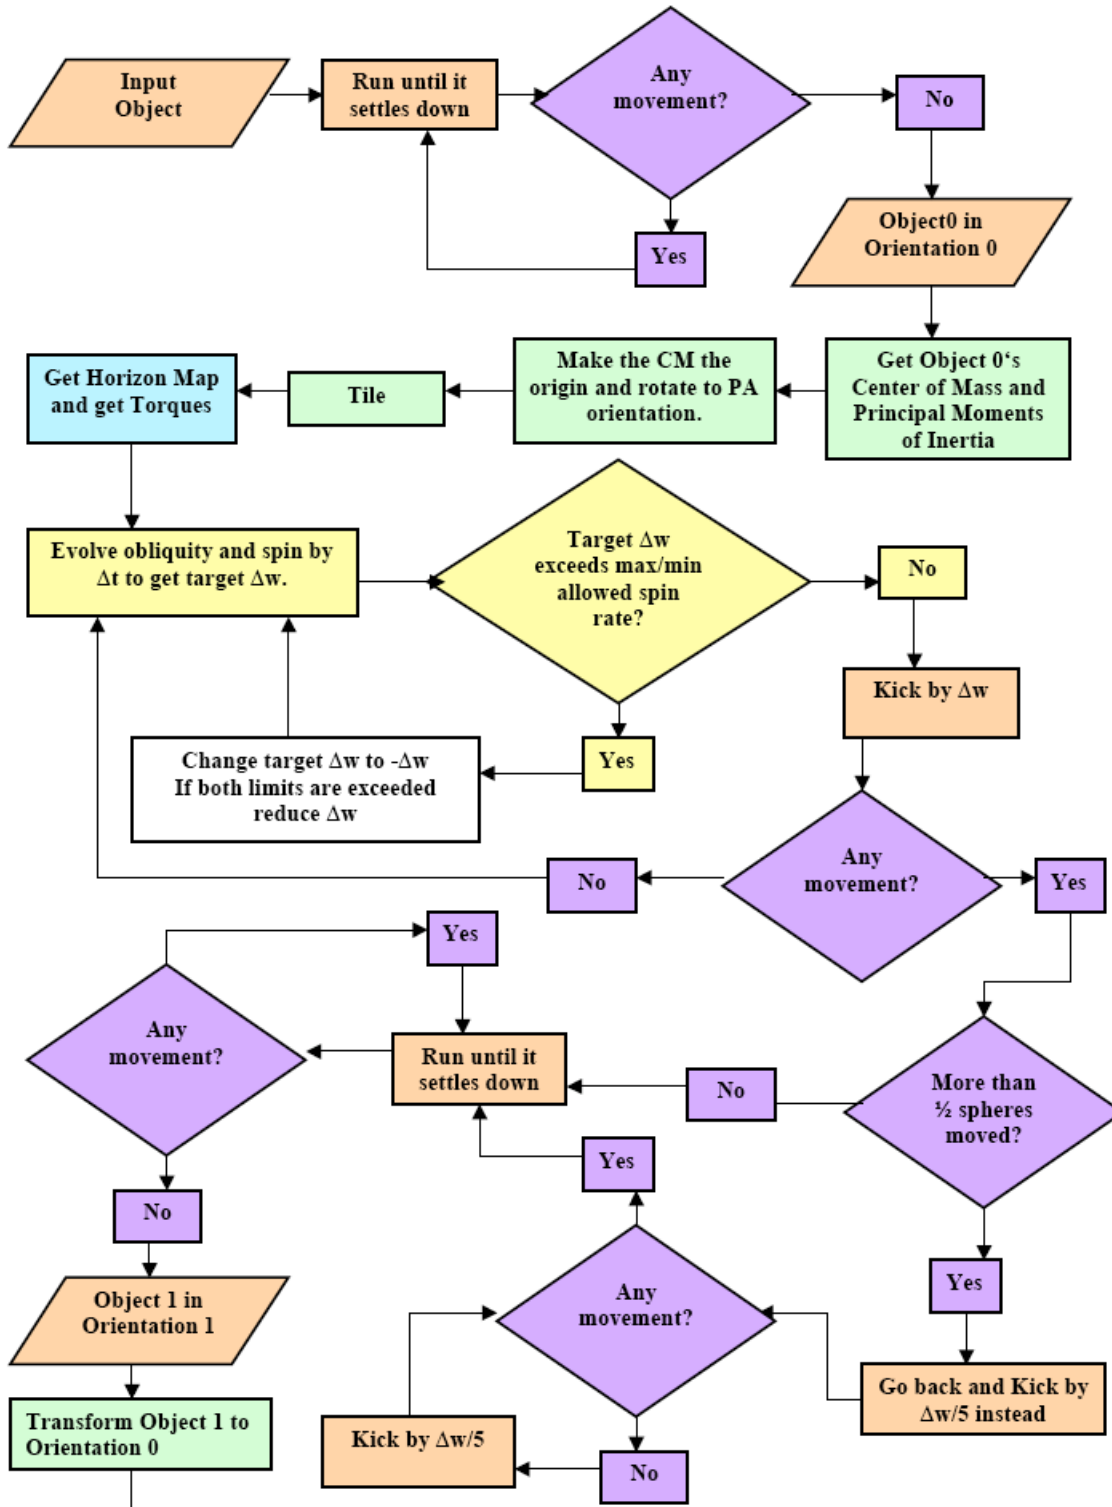 Input
Object
Run until it
settles down
Any
movement?
No
Yes
Object0 in
Orientation 0
Get Object 0‘s
Center of Mass and
Principal Moments
of Inertia
Make the CM the
origin and rotate to PA
orientation.
Tile
Get Horizon Map
and get Torques
Evolve obliquity and spin by
Δt to get target Δw.
Target Δw
exceeds max/min
allowed spin
rate?
No
Yes
Change target Δw to -Δw
If both limits are exceeded
reduce Δw
Kick by Δw
Any
movement?
No
Yes
More than
½ spheres
moved?
No
Yes
Go back and Kick by
Δw/5 instead
Any
movement?
Yes
No
Kick by Δw/5
Run until it
settles down
Any
movement?
Yes
No
Object 1 in
Orientation 1
Transform Object 1 to
Orientation 0